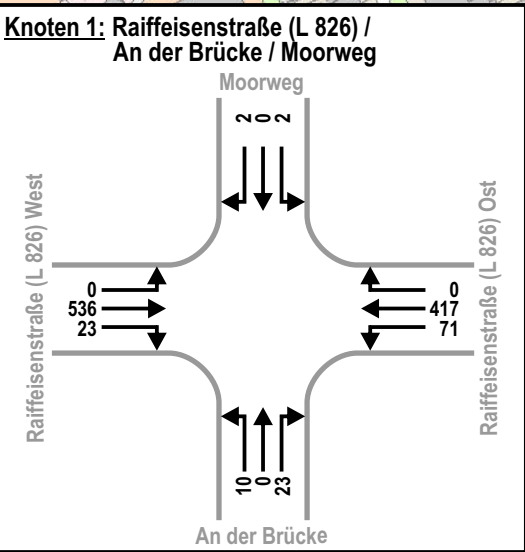 Knoten 1: Raiffeisenstraße (L 826) /
An der Brücke / Moorweg
Moorweg
2 0 2
Raiffeisenstraße (L 826) West
0
536
23
Raiffeisenstraße (L 826) Ost
0
417
71
10 0 23
An der Brücke